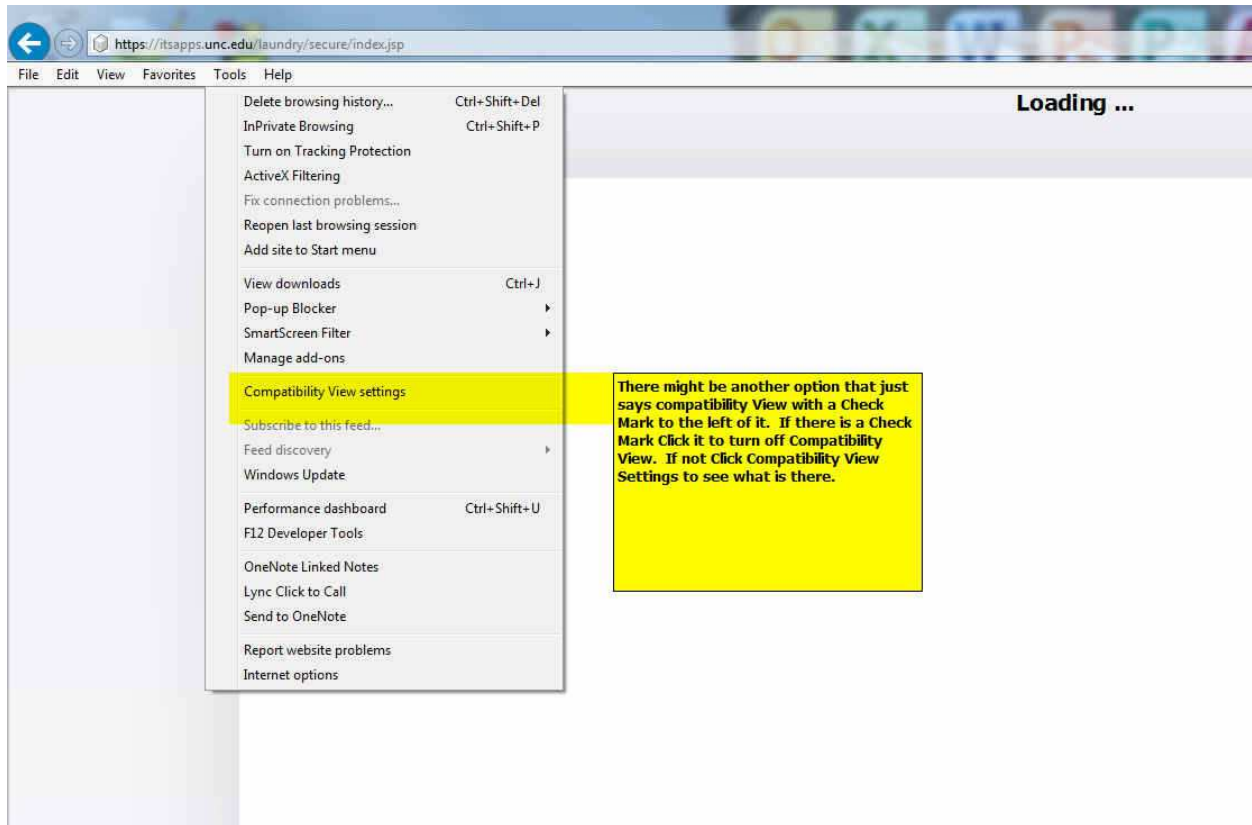 https://itsapps.unc.edu/laundry/secure/index.jsp
File Edit View Favorites Tools Help
Loading ...
Delete browsing history... Ctrl+Shift+Del
InPrivate Browsing Ctrl+Shift+P
Turn on Tracking Protection
ActiveX Filtering
Fix connection problems...
Reopen last browsing session
Add site to Start menu
View downloads Ctrl+J
Pop-up Blocker
SmartScreen Filter
Manage add-ons
Compatibility View settings
Subscribe to this feed...
Feed discovery
Windows Update
Performance dashboard Ctrl+Shift+U
F12 Developer Tools
OneNote Linked Notes
Lync Click to Call
Send to OneNote
Report website problems
Internet options
There might be another option that just
says compatibility View with a Check
Mark to the left of it. If there is a Check
Mark Click it to turn off Compatibility
View. If not Click Compatibility View
Settings to see what is there.